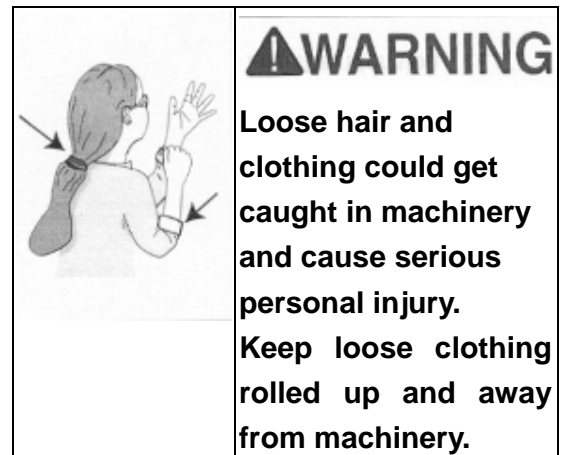 WARNING
Loose hair and
clothing could get
caught in machinery
and cause serious
personal injury.
Keep loose clothing
rolled up and away
from machinery.